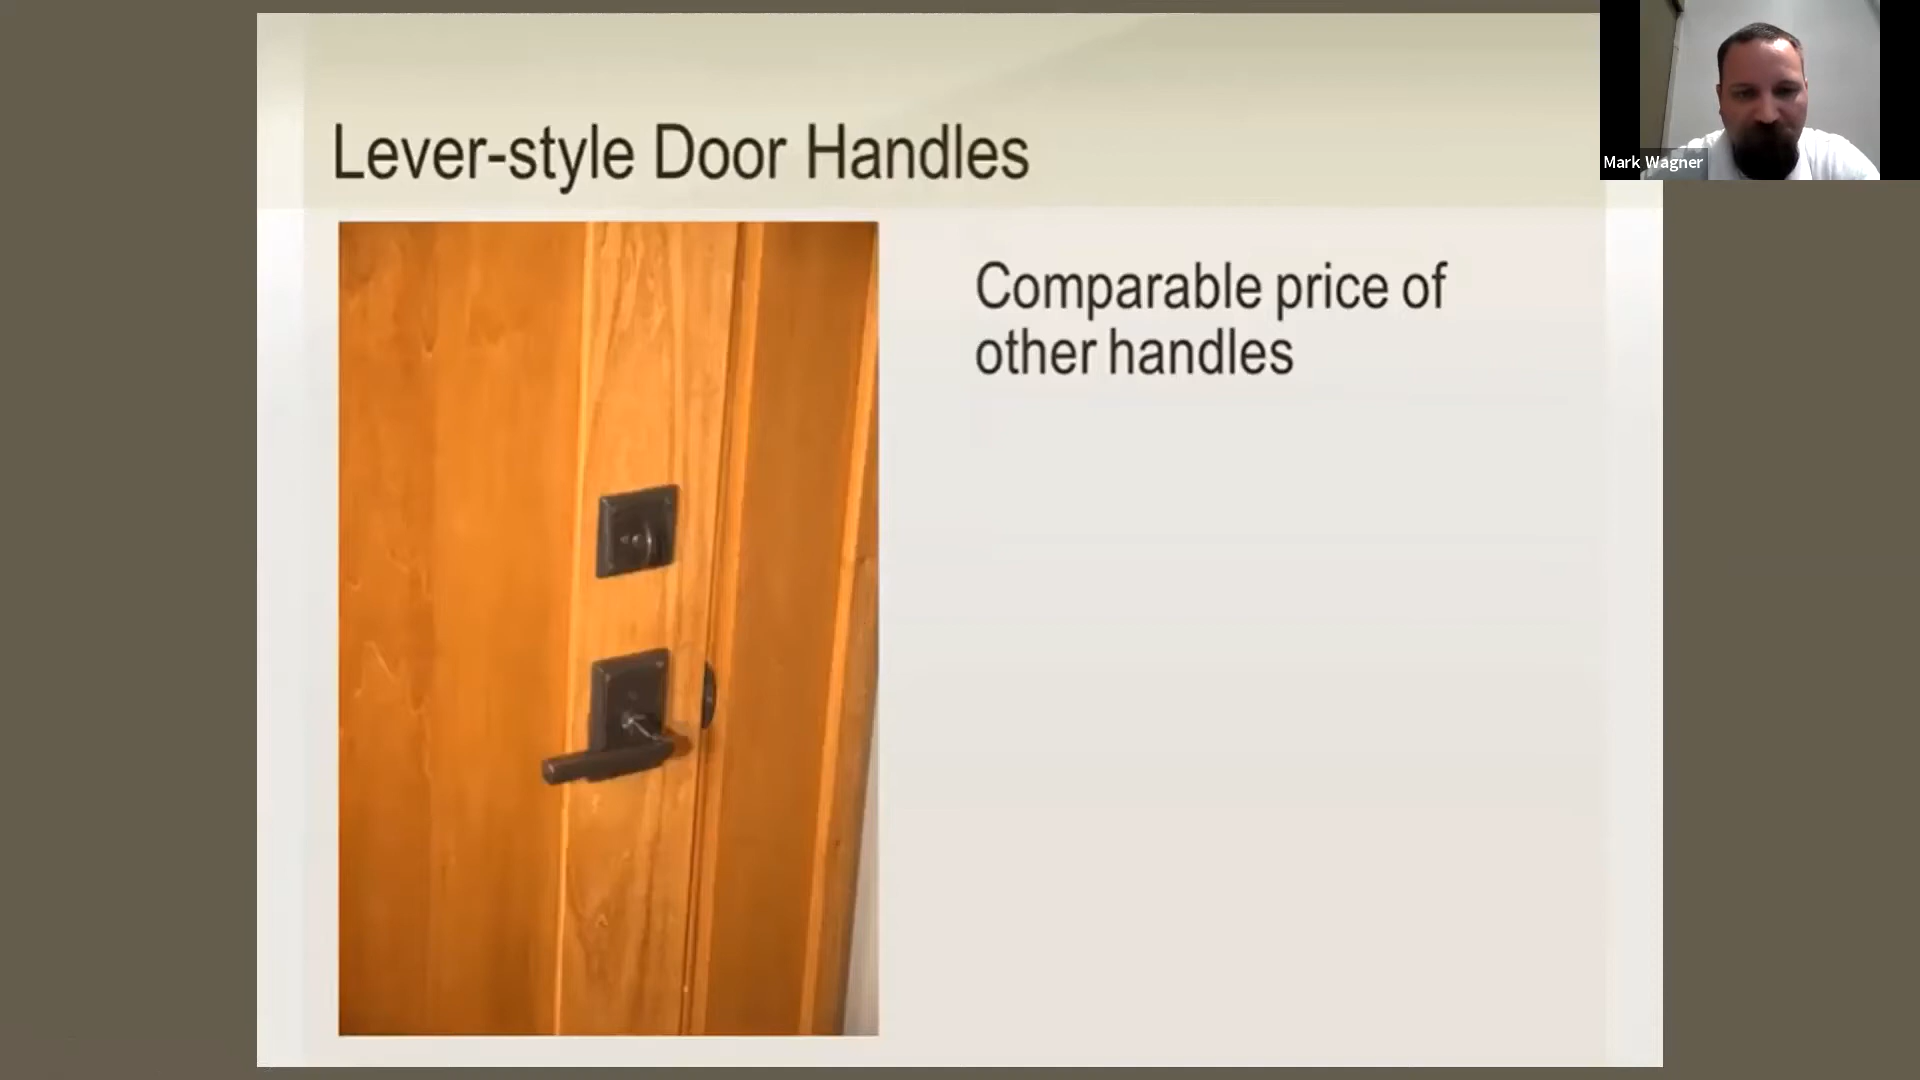 Lever-style Door Handles
Comparable price of
other handles
Mark Wagner